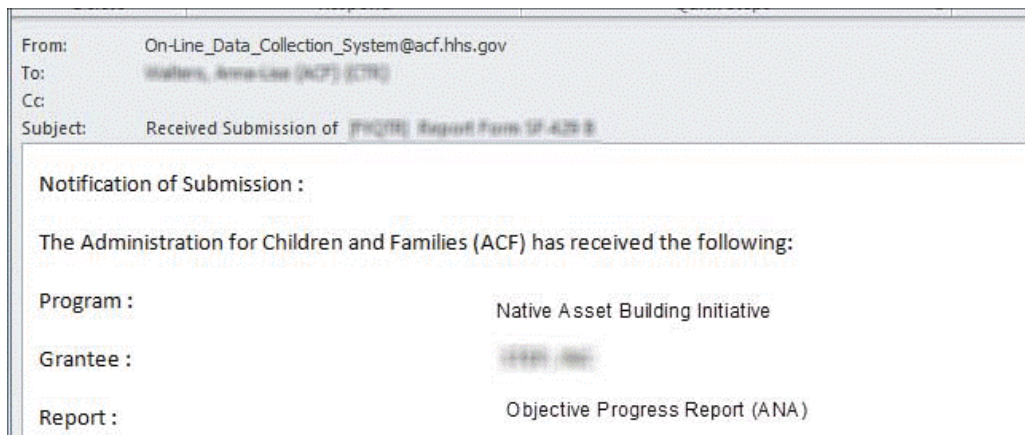 From: On-Line_Data_Collection_System@acf.hhs.gov
To:
Cc:
Subject: Received Submission of
Notification of Submission :
The Administration for Children and Families (ACF) has received the following:
Program : Native Asset Building Initiative
Grantee :
Report : Objective Progress Report (ANA)